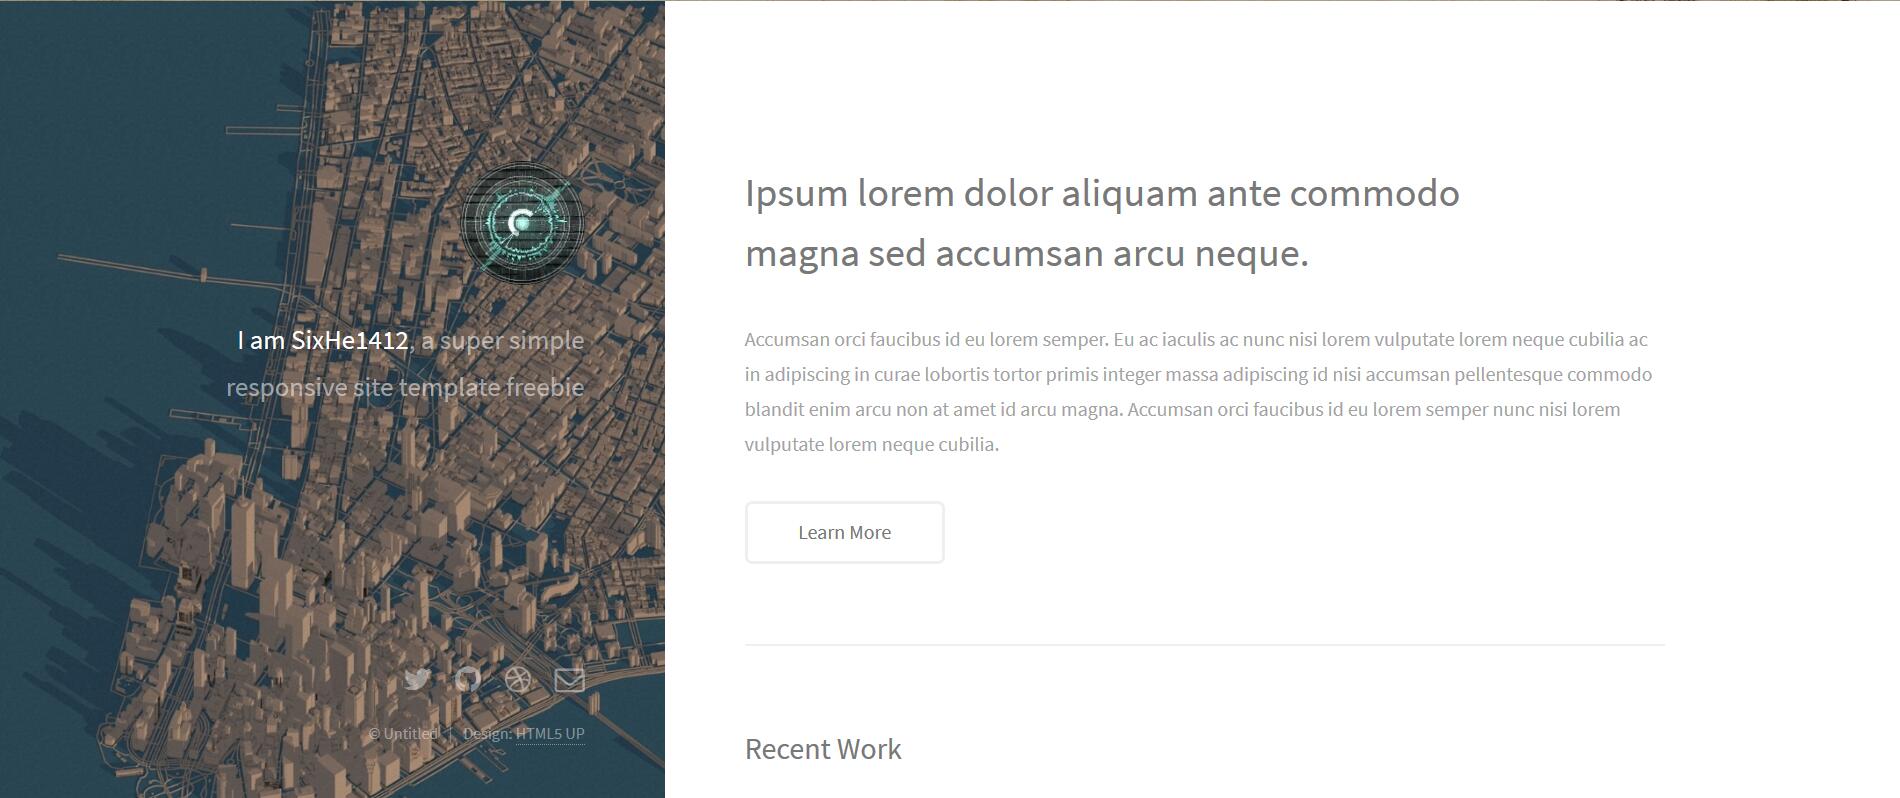 I am SixHe1412, a super simple
responsive site template freebie
© Untitled | Design: HTML5 UP
Ipsum lorem dolor aliquam ante commodo
magna sed accumsan arcu neque.
Accumsan orci faucibus id eu lorem semper. Eu ac iaculis ac nunc nisi lorem vulputate lorem neque cubilia ac
in adipiscing in curae lobortis tortor primis integer massa adipiscing id nisi accumsan pellentesque commodo
blandit enim arcu non at amet id arcu magna. Accumsan orci faucibus id eu lorem semper nunc nisi lorem
vulputate lorem neque cubilia.
Learn More
Recent Work